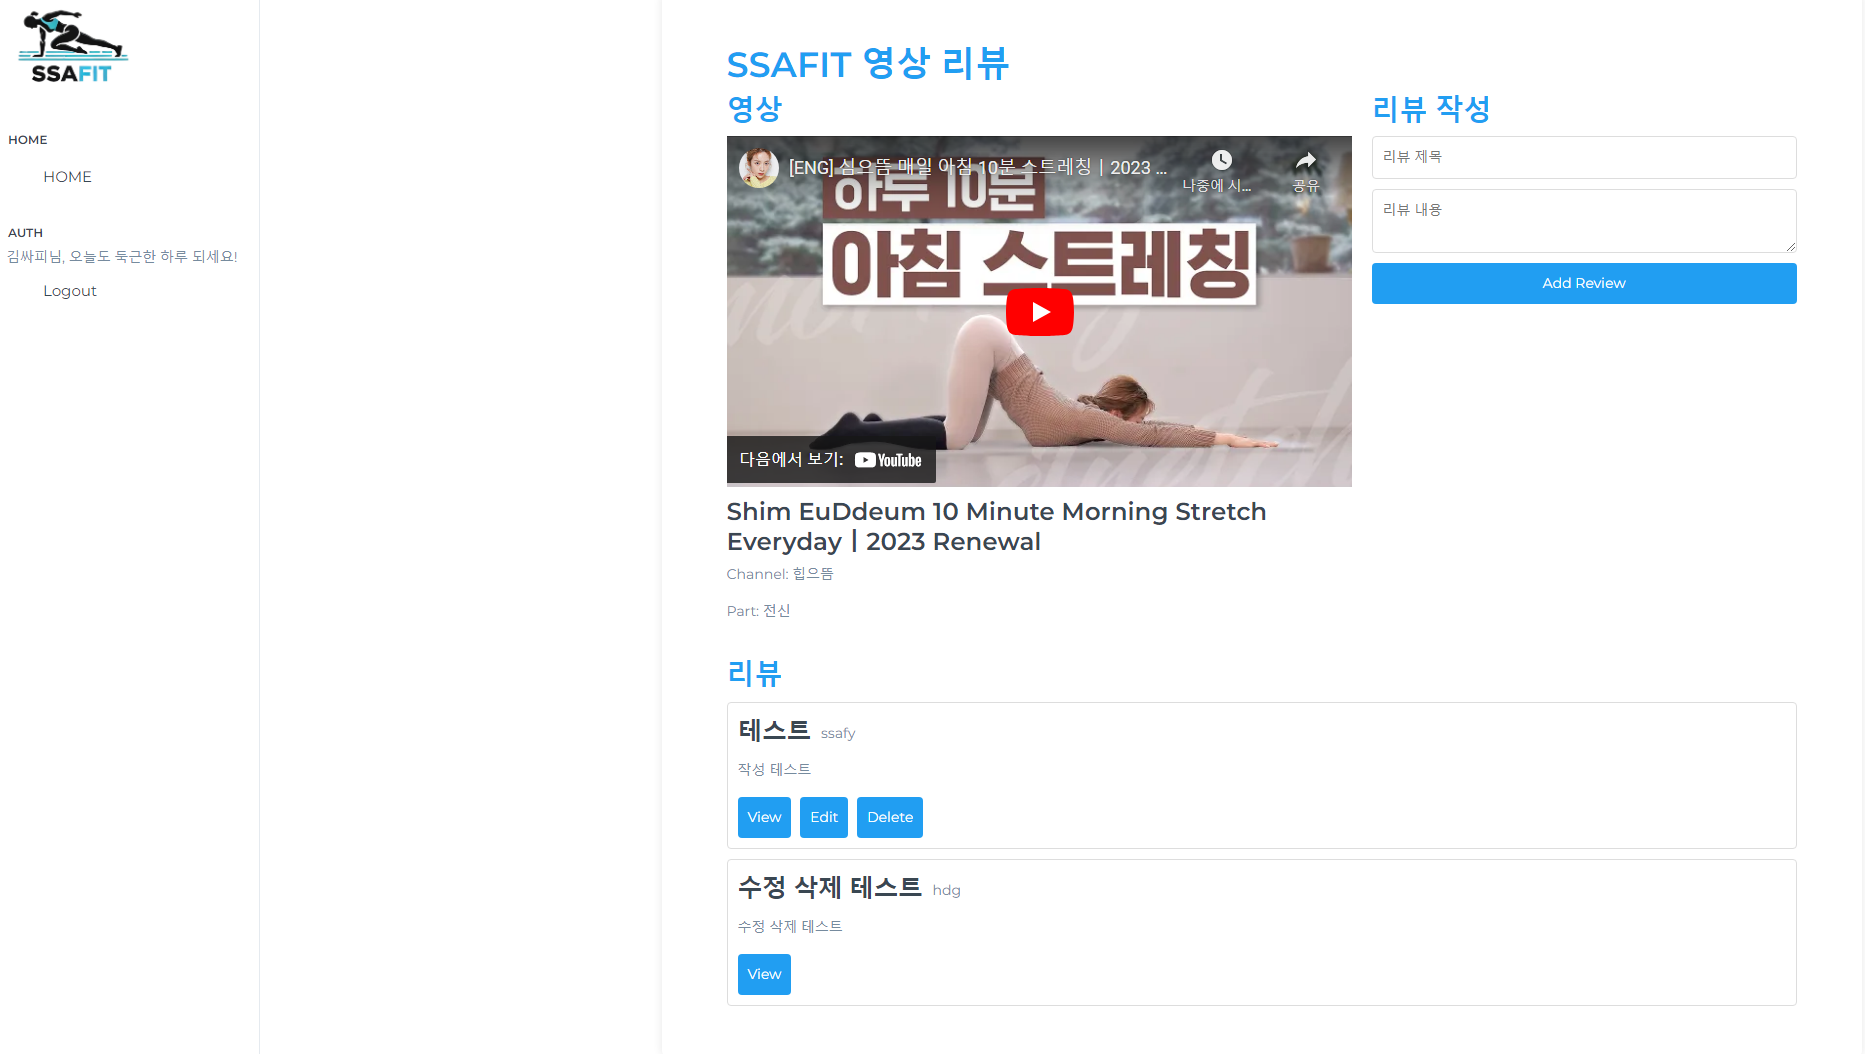 SSAFIT
HOME
HOME
AUTH
김싸피님, 오늘도 둑근한 하루 되세요!
Logout
SSAFIT 영상 리뷰
영상
[ENG] 심으뜸 매일 아침 10분 스트레칭 | 2023 ...
나중에 시...
공유
하루 10분
아침 스트레칭
다음에서 보기: YouTube
Shim EuDdeum 10 Minute Morning Stretch
Everyday | 2023 Renewal
Channel: 힙으뜸
Part: 전신
리뷰 작성
리뷰 제목
리뷰 내용
Add Review
리뷰
테스트 ssafy
작성 테스트
View Edit Delete
수정 삭제 테스트 hdg
수정 삭제 테스트
View